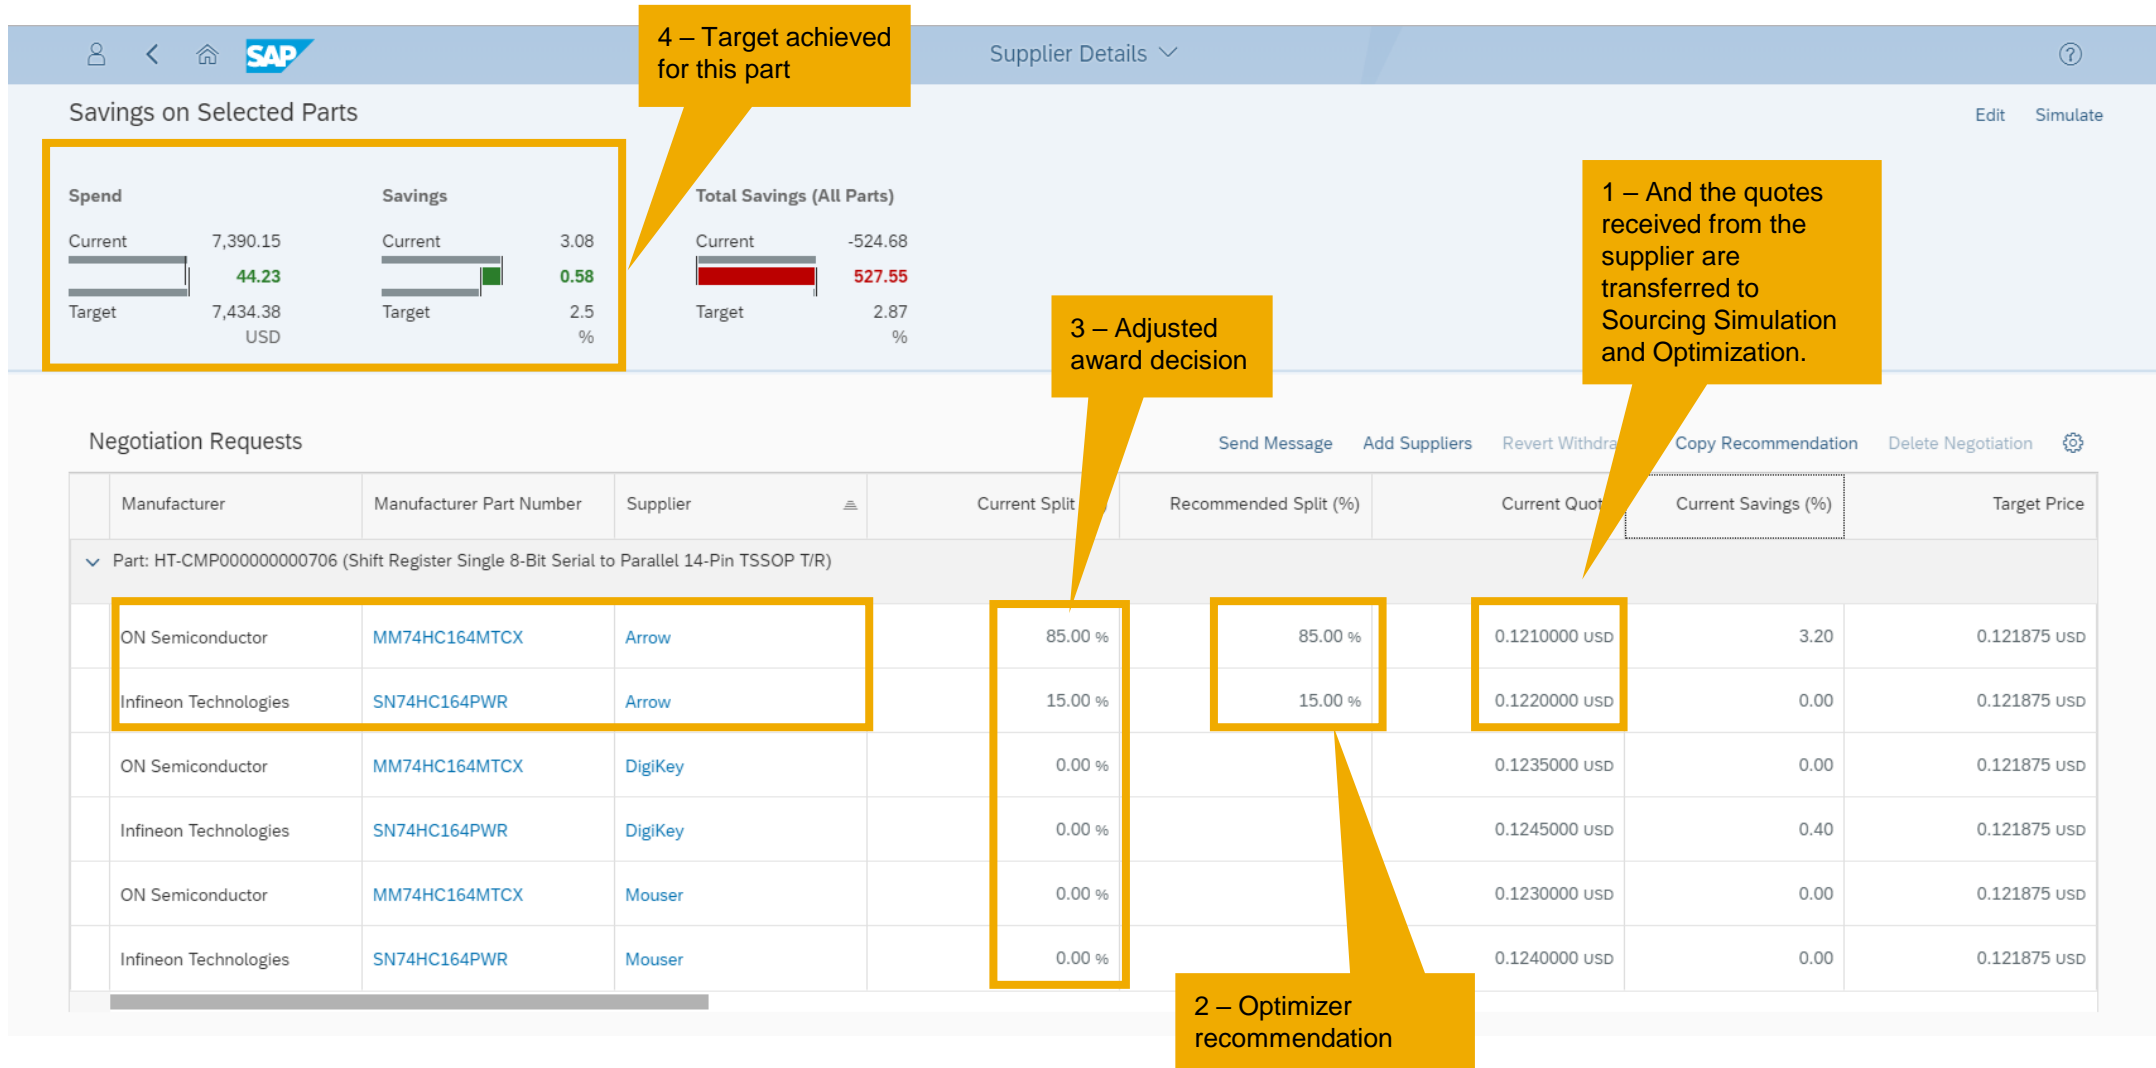 4 – Target achieved
for this part
SAP
Supplier Details
Savings on Selected Parts
Edit Simulate
Spend
Current 7,390.15
44.23
Target 7,434.38
USD
Savings
Current 3.08
0.58
Target 2.5
%
Total Savings (All Parts)
Current -524.68
527.55
Target 2.87
%
3 – Adjusted
award decision
1 – And the quotes
received from the
supplier are
transferred to
Sourcing Simulation
and Optimization.
Negotiation Requests
Send Message Add Suppliers Revert Copy Recommendation Delete Negotiation
Manufacturer Manufacturer Part Number Supplier Current Split Recommended Split (%) Current Current Savings (%) Target Price
Part: HT-CMP000000000706 (Shift Register Single 8-Bit Serial to Parallel 14-Pin TSSOP T/R)
ON Semiconductor MM74HC164MTCX Arrow 85.00 % 85.00 % 0.1210000 USD 3.20 0.121875 USD
Infineon Technologies SN74HC164PWR Arrow 15.00 % 15.00 % 0.1220000 USD 0.00 0.121875 USD
ON Semiconductor MM74HC164MTCX DigiKey 0.00 % 0.1235000 USD 0.00 0.121875 USD
Infineon Technologies SN74HC164PWR DigiKey 0.00 % 0.1245000 USD 0.40 0.121875 USD
ON Semiconductor MM74HC164MTCX Mouser 0.00 % 0.1230000 USD 0.00 0.121875 USD
Infineon Technologies SN74HC164PWR Mouser 0.00 % 0.1240000 USD 0.00 0.121875 USD
2 – Optimizer
recommendation